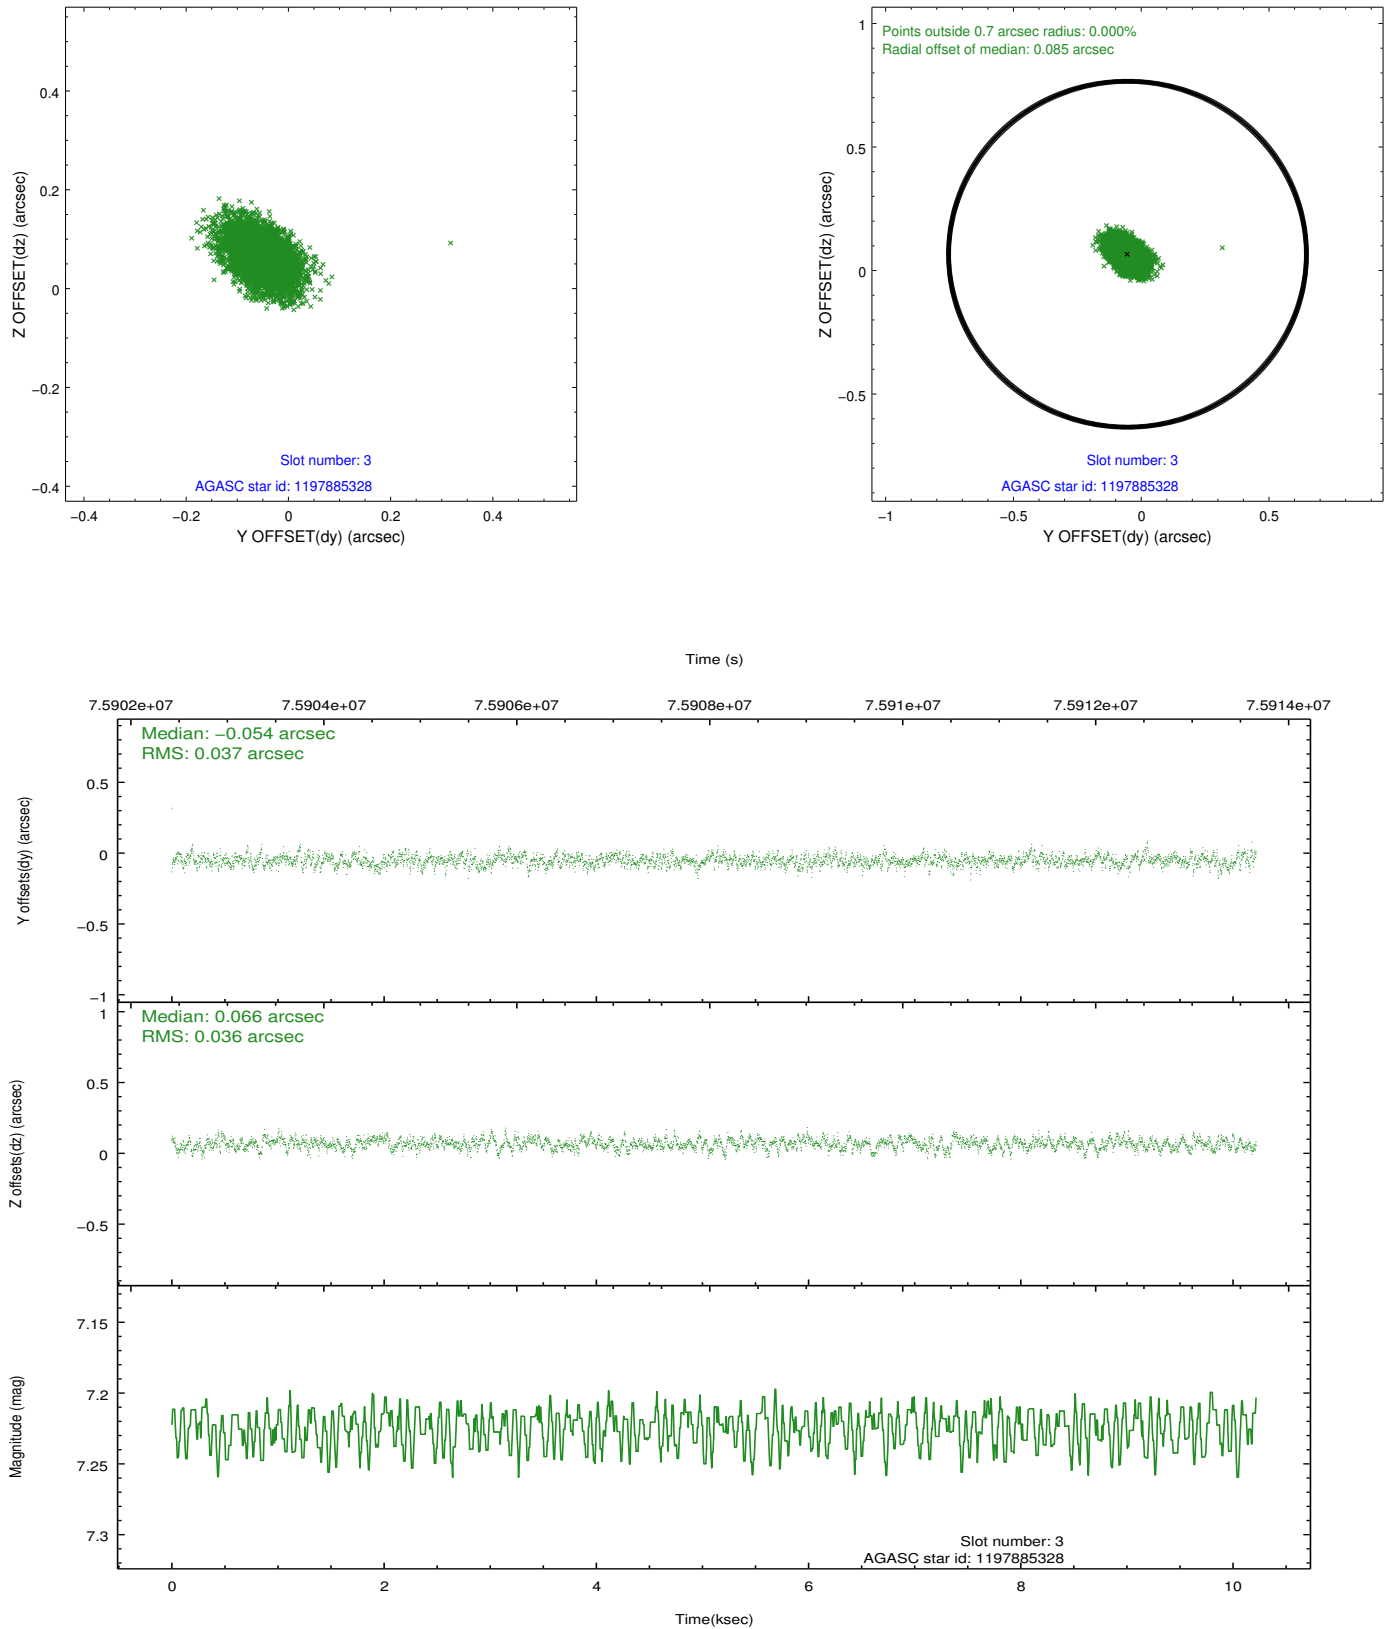 0.4
0.2
0
−0.2
−0.4
Z OFFSET(dz) (arcsec)
Slot number: 3
AGASC star id: 1197885328
−0.4 −0.2 0 0.2 0.4
Y OFFSET(dy) (arcsec)
Points outside 0.7 arcsec radius: 0.000%
Radial offset of median: 0.085 arcsec
1
0.5
0
−0.5
Z OFFSET(dz) (arcsec)
Slot number: 3
AGASC star id: 1197885328
−1 −0.5 0 0.5
Y OFFSET(dy) (arcsec)
Time (s)
7.5902e+07 7.5904e+07 7.5906e+07 7.5908e+07 7.591e+07 7.5912e+07 7.5914e+07
Median: −0.054 arcsec
RMS: 0.037 arcsec
0.5
0
−0.5
−1
Y offsets(dy) (arcsec)
Median: 0.066 arcsec
RMS: 0.036 arcsec
1
0.5
0
−0.5
Z offsets(dz) (arcsec)
7.15
7.2
7.25
7.3
Magnitude (mag)
Slot number: 3
AGASC star id: 1197885328
0 2 4 6 8 10
Time(ksec)